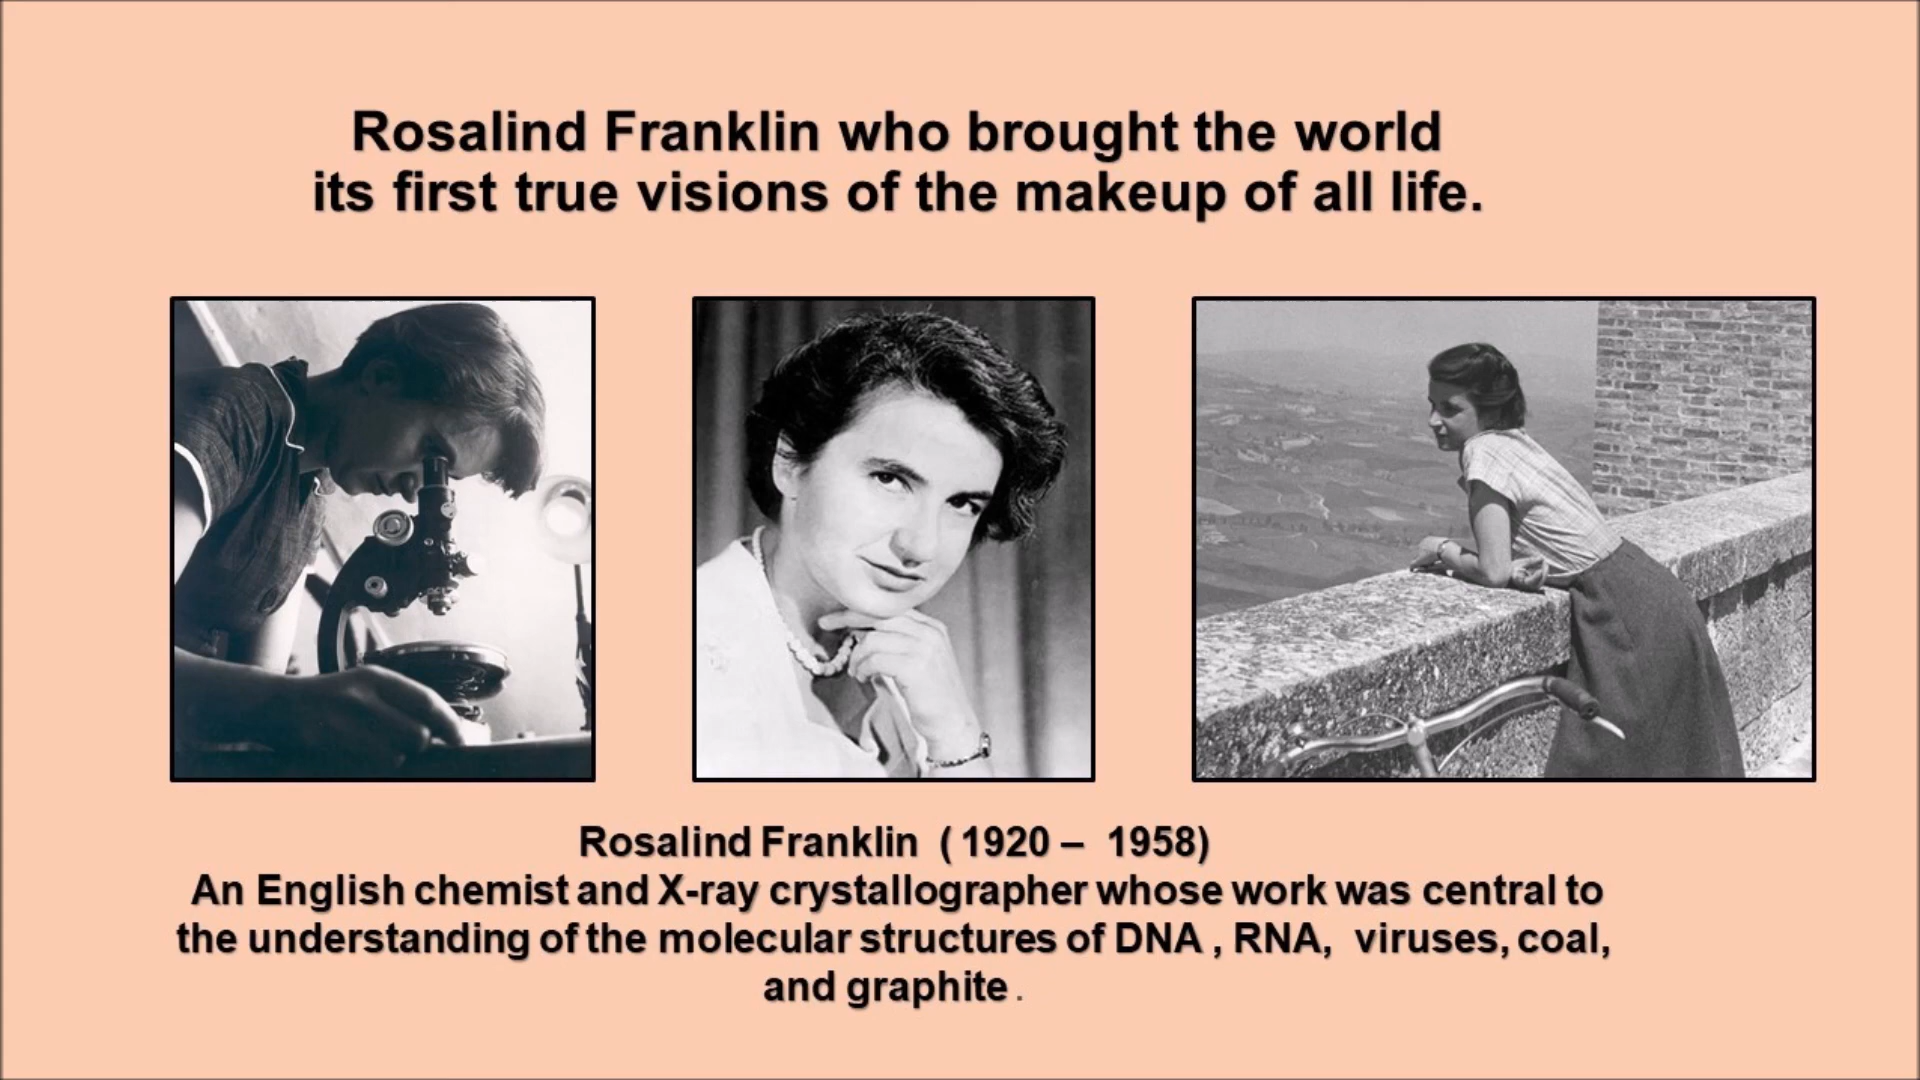 Rosalind Franklin who brought the world
its first true visions of the makeup of all life.
Rosalind Franklin ( 1920 – 1958)
An English chemist and X-ray crystallographer whose work was central to
the understanding of the molecular structures of DNA , RNA, viruses, coal,
and graphite .